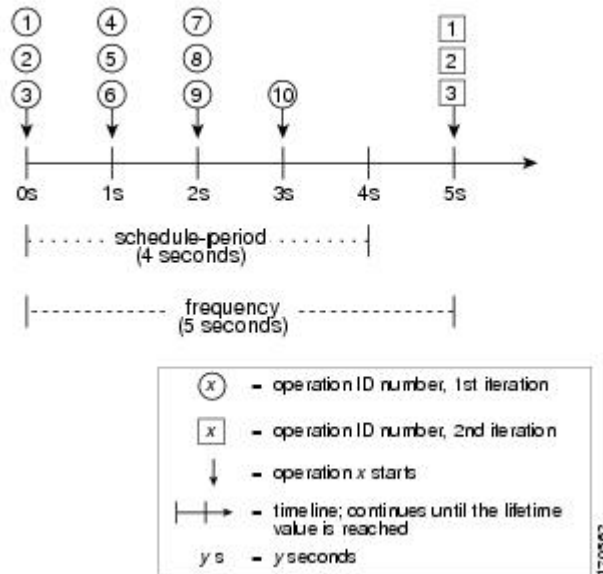 1 4 7 1
2 5 8 2
3 6 9 10 3
0s 1s 2s 3s 4s 5s
schedule-period
(4 seconds)
frequency
(5 seconds)
x = operation ID number, 1st iteration
x = operation ID number, 2nd iteration
= operation x starts
= timeline; continues until the lifetime
value is reached
y s = y seconds
170563